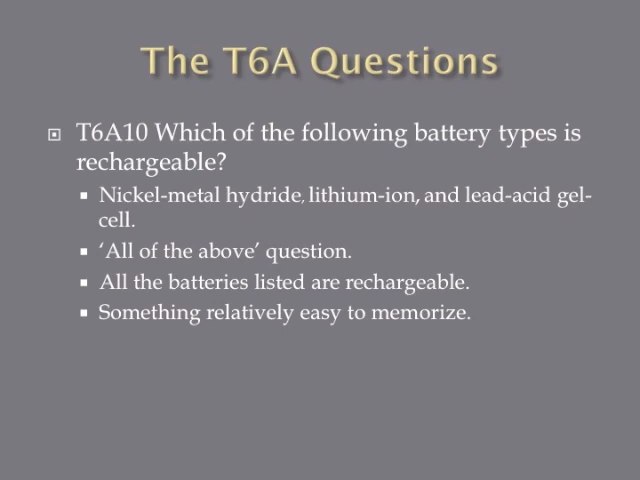 The T6A Questions
T6A10 Which of the following battery types is
rechargeable?
Nickel-metal hydride, lithium-ion, and lead-acid gel-
cell.
‘All of the above’ question.
All the batteries listed are rechargeable.
Something relatively easy to memorize.